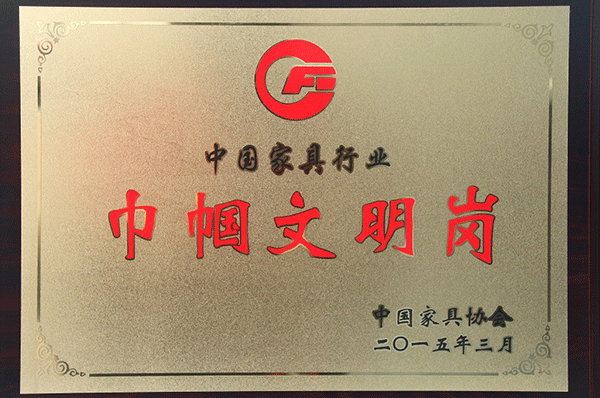 中国家具行业
巾帼文明岗
中国家具协会
二〇一五年三月